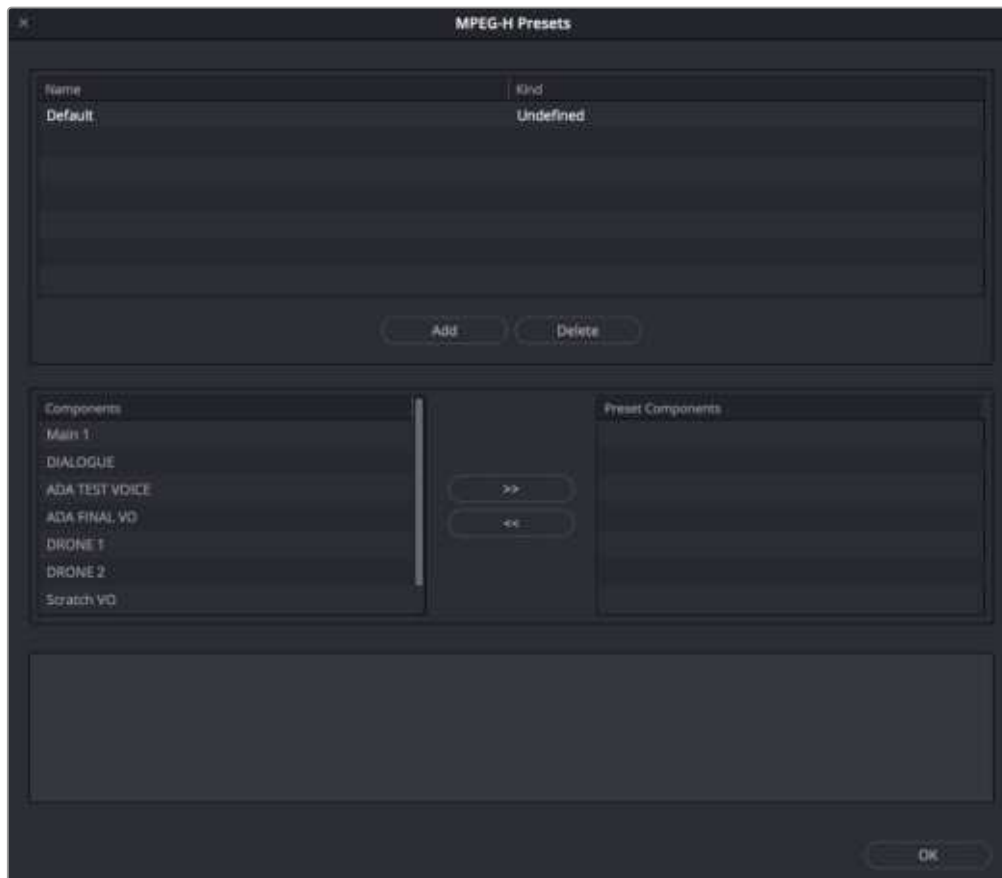 MPEG-H Presets
Name Kind
Default Undefined
Add Delete
Components Preset Components
Main 1
DIALOGUE
ADA TEST VOICE >>
ADA FINAL VO <<
DRONE 1
DRONE 2
Scratch VO
OK